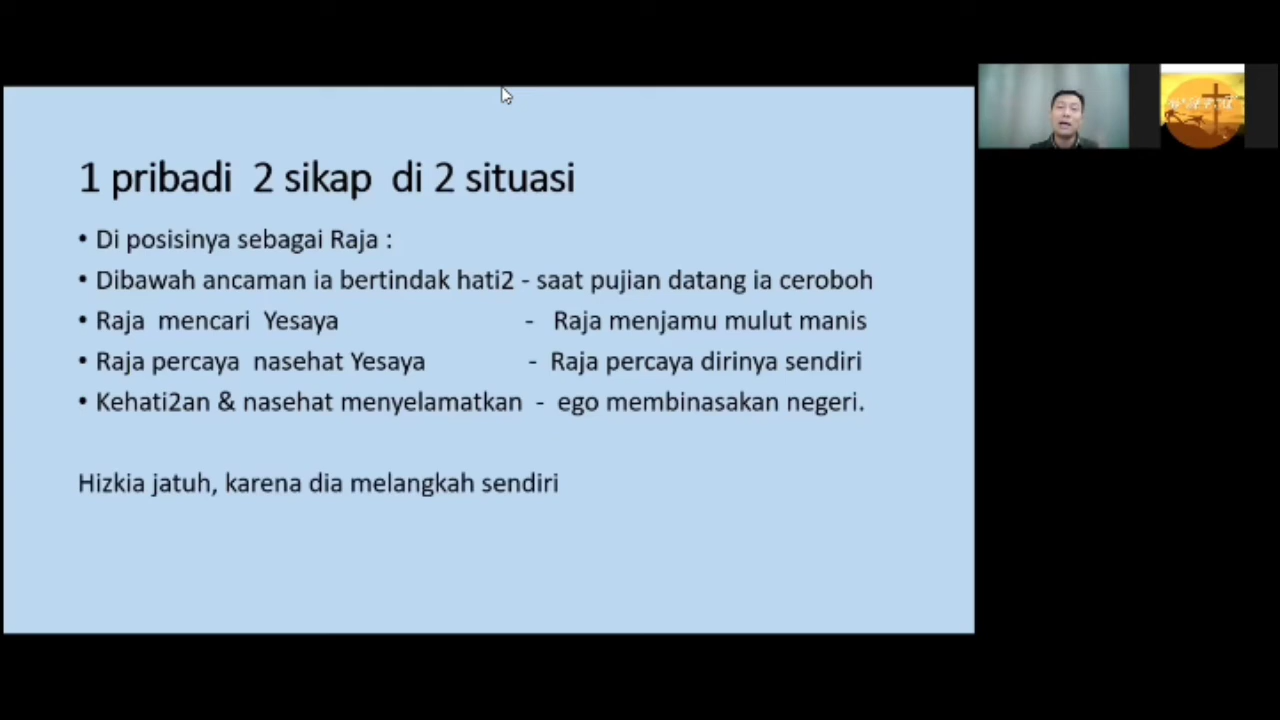 1 pribadi  2 sikap  di 2 situasi
• Di posisinya sebagai Raja :
• Dibawah ancaman ia bertindak hati2 - saat pujian datang ia ceroboh
• Raja  mencari  Yesaya - Raja menjamu mulut manis
• Raja percaya  nasehat Yesaya - Raja percaya dirinya sendiri
• Kehati2an & nasehat menyelamatkan - ego membinasakan negeri.
Hizkia jatuh, karena dia melangkah sendiri